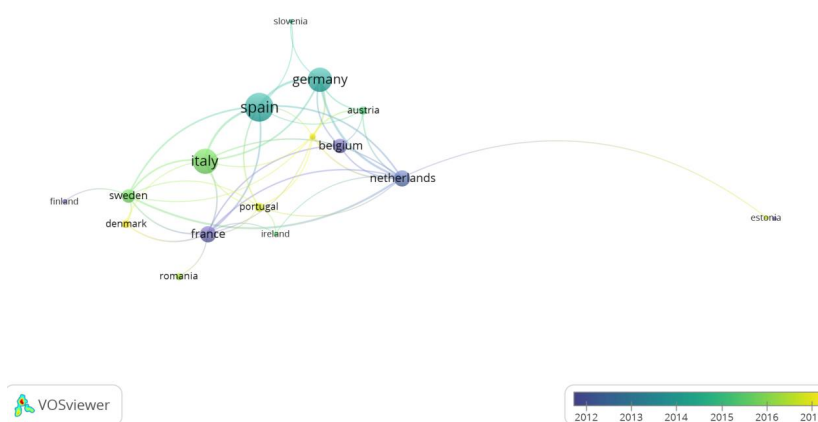 slovenia
germany
spain
austria
belgium
italy
netherlands
sweden
finland
portugal
denmark
france
ireland
estonia
romania
VOSviewer
2012 2013 2014 2015 2016